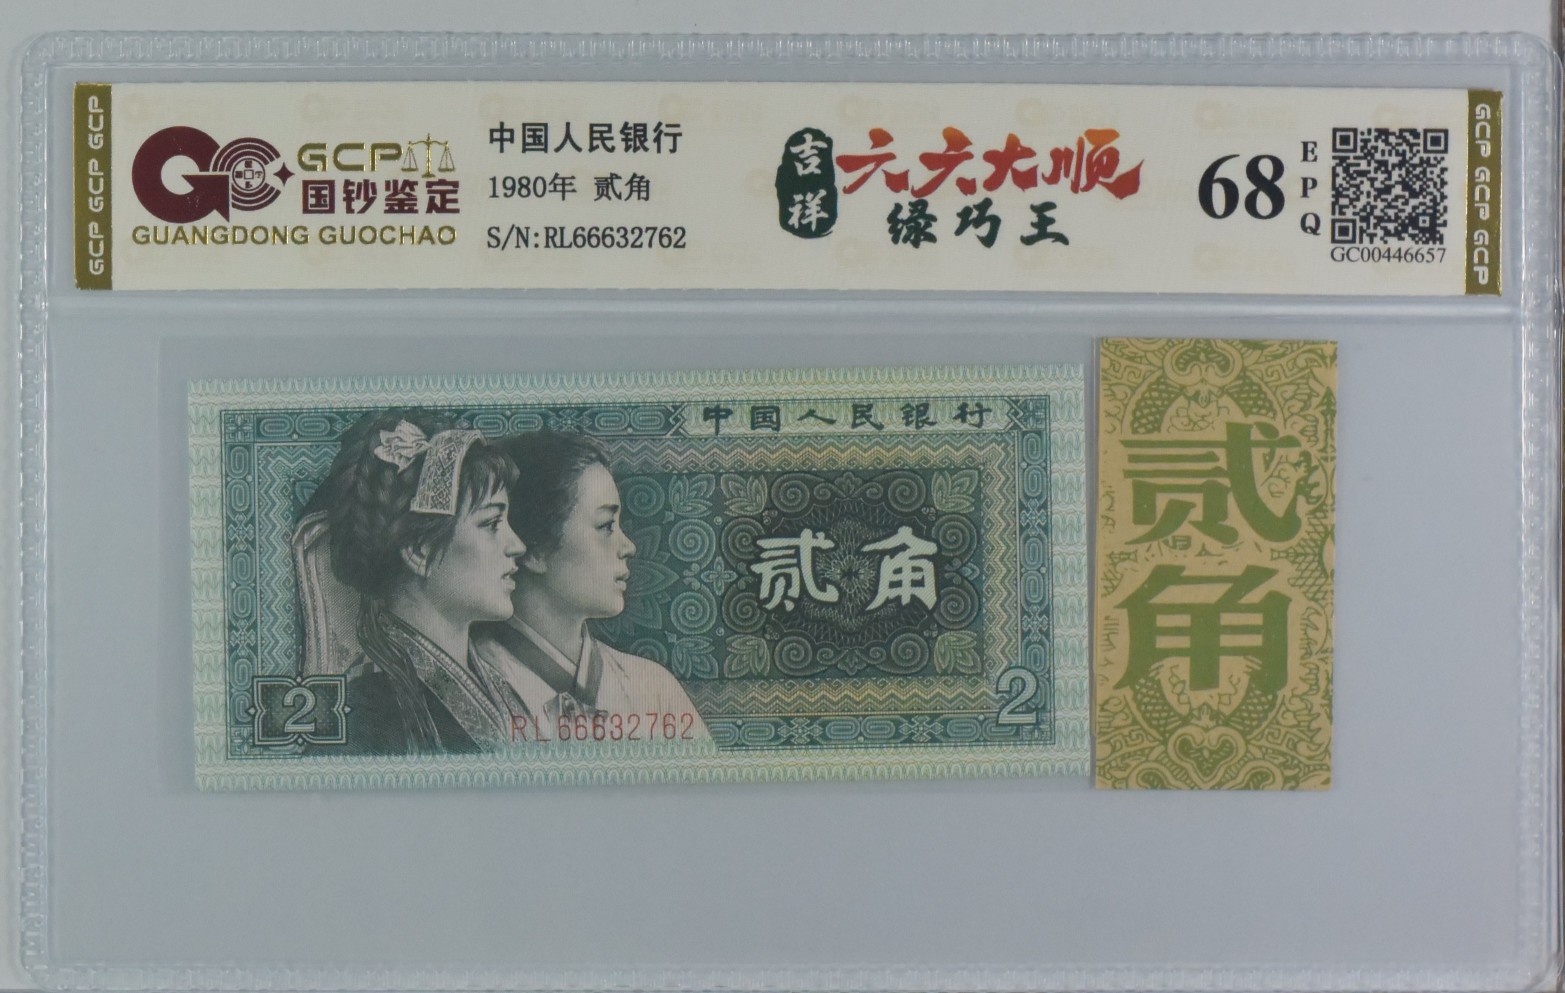 GCP GCP GCP
GCP
国钞鉴定
GUANGDONG GUOCHAO
中国人民银行
1980年 贰角
S/N:RL66632762
吉祥
六六大顺
绿巧王
68
EPQ
GC00446657
GCP GCP GCP
中国人民银行
贰角
2
RL66632762
2
贰角